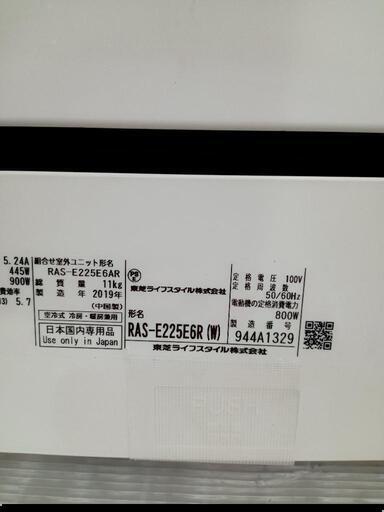 5.24A
445W
900W
費効率
13) 5.7
組合せ室外ユニット形名
RAS-E225E6AR
総質量 11kg
製造年 2019年
(中国製)
空冷式 冷房・暖房兼用
日本国内専用品
Use only in Japan
PS
E
東芝ライフスタイル株式会社
形名
RAS-E225E6R(W)
東芝ライフスタイル株式会社
定格電圧 100V
定格周波数
50/60Hz
電動機の定格消費電力
800W
製造番号
944A1329